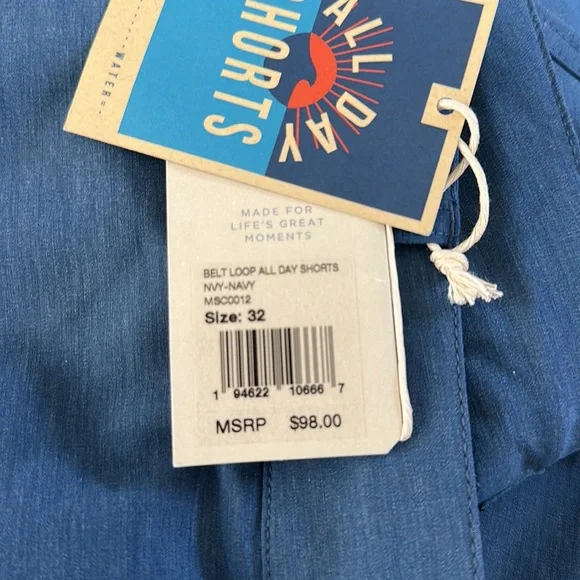 WATER
ALL DAY
SHORTS
MADE FOR
LIFE'S GREAT
MOMENTS
BELT LOOP ALL DAY SHORTS
NVY-NAVY
MSC0012
Size: 32
1 94622 10666 7
MSRP $98.00